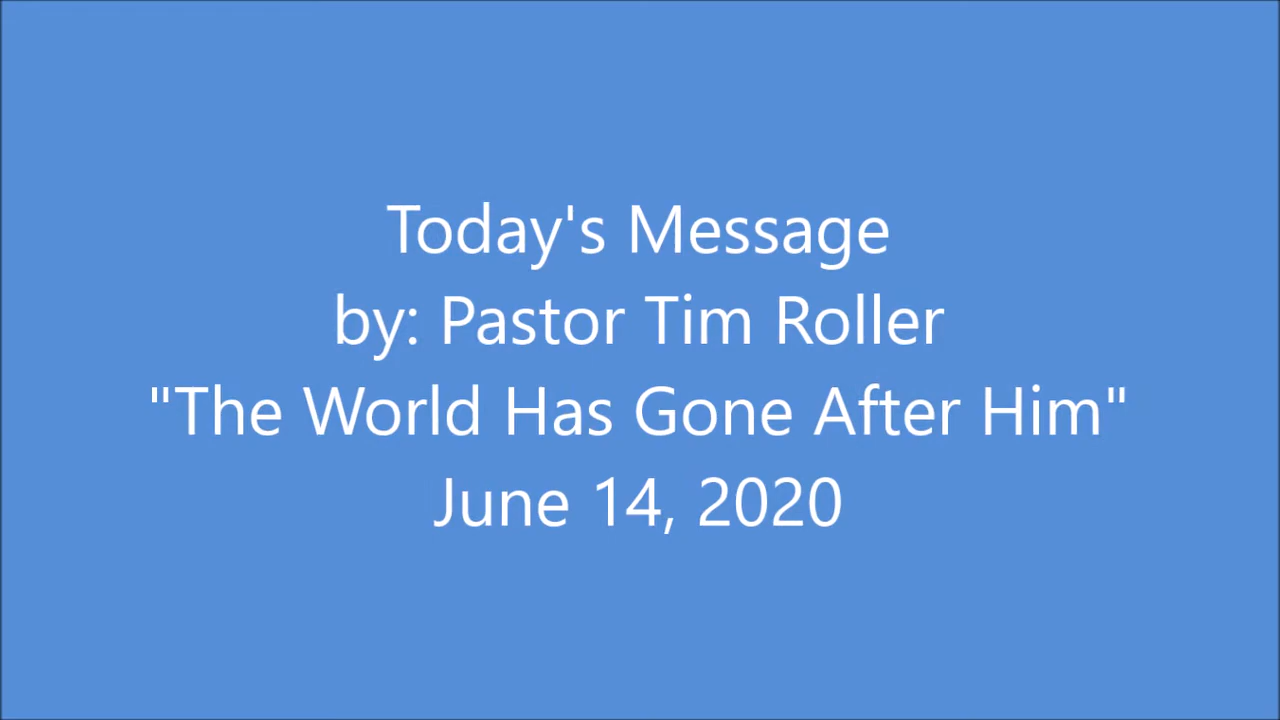 Today's Message
by: Pastor Tim Roller
"The World Has Gone After Him"
June 14, 2020